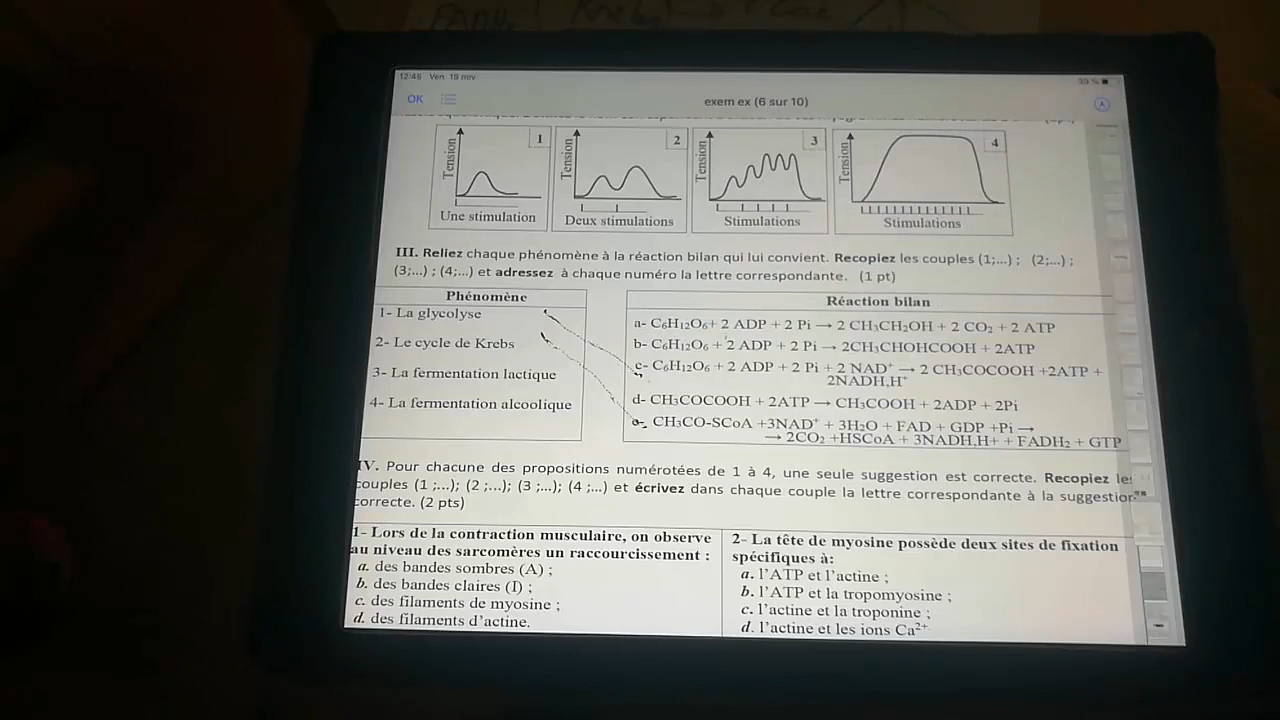 FADH₂ Krebs
12:46 Ven. 19 nov
39 %
OK
exem ex (6 sur 10)
1
2
3
4
Tension
Tension
Tension
Tension
Une stimulation
Deux stimulations
Stimulations
Stimulations
III. Reliez chaque phénomène à la réaction bilan qui lui convient. Recopiez les couples (1;...) ; (2;...) ;
(3;...) ; (4;...) et adressez à chaque numéro la lettre correspondante. (1 pt)
Phénomène
1- La glycolyse
2- Le cycle de Krebs
3- La fermentation lactique
4- La fermentation alcoolique
Réaction bilan
a- C₆H₁₂O₆+ 2 ADP + 2 Pi → 2 CH₃CH₂OH + 2 CO₂ + 2 ATP
b- C₆H₁₂O₆ + 2 ADP + 2 Pi → 2CH₃CHOHCOOH + 2ATP
c- C₆H₁₂O₆ + 2 ADP + 2 Pi + 2 NAD⁺ → 2 CH₃COCOOH +2ATP +
2NADH,H⁺
d- CH₃COCOOH + 2ATP → CH₃COOH + 2ADP + 2Pi
e- CH₃CO-SCoA +3NAD⁺ + 3H₂O + FAD + GDP +Pi →
→ 2CO₂ +HSCoA + 3NADH,H+ + FADH₂ + GTP
IV. Pour chacune des propositions numérotées de 1 à 4, une seule suggestion est correcte. Recopiez les
couples (1 ;...); (2 ;...); (3 ;...); (4 ;...) et écrivez dans chaque couple la lettre correspondante à la suggestion
correcte. (2 pts)
1- Lors de la contraction musculaire, on observe
au niveau des sarcomères un raccourcissement :
a. des bandes sombres (A) ;
b. des bandes claires (I) ;
c. des filaments de myosine ;
d. des filaments d'actine.
2- La tête de myosine possède deux sites de fixation
spécifiques à:
a. l'ATP et l'actine ;
b. l'ATP et la tropomyosine ;
c. l'actine et la troponine ;
d. l'actine et les ions Ca²⁺